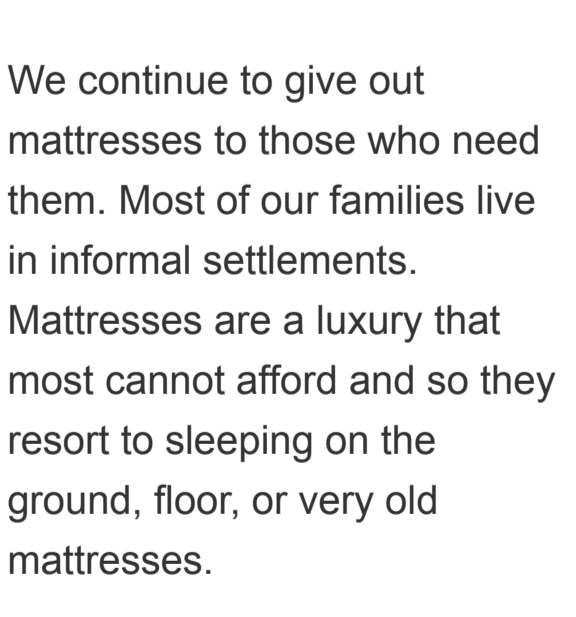 We continue to give out
mattresses to those who need
them. Most of our families live
in informal settlements.
Mattresses are a luxury that
most cannot afford and so they
resort to sleeping on the
ground, floor, or very old
mattresses.